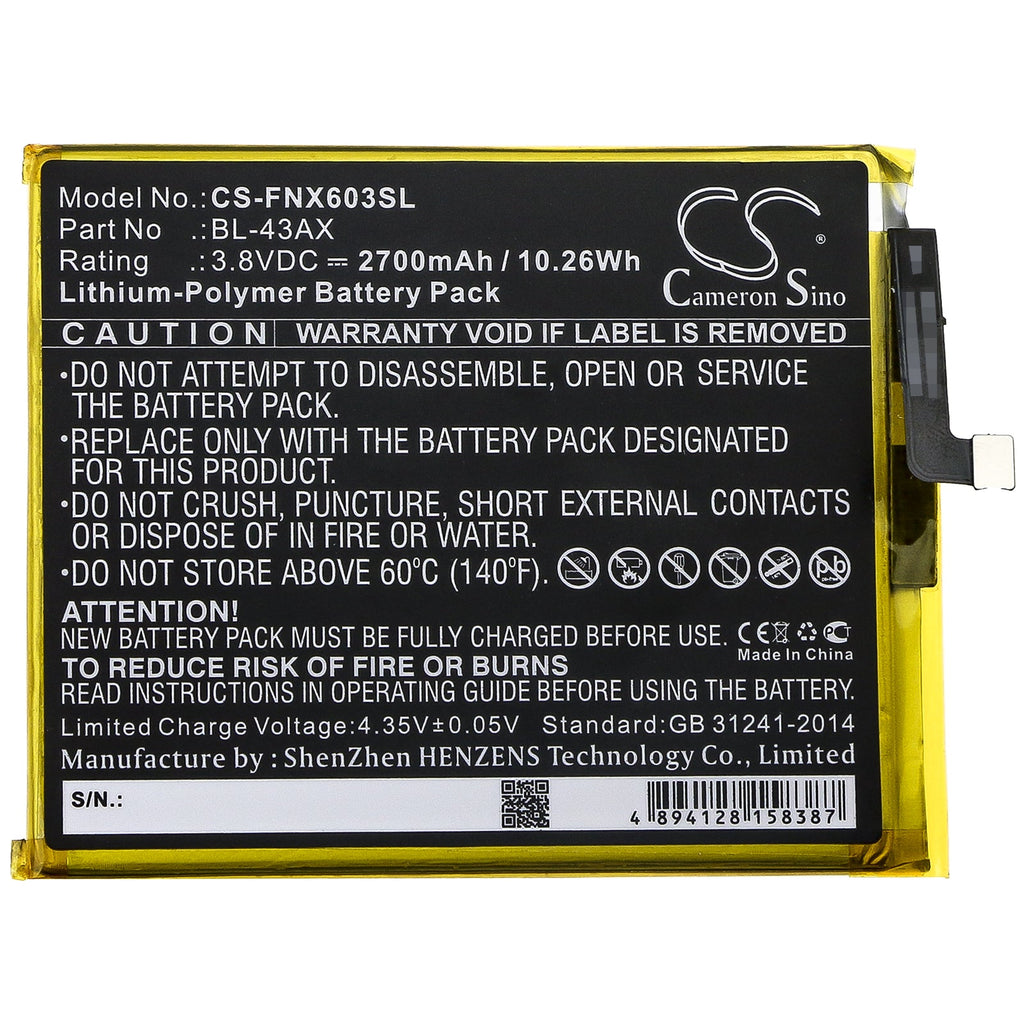 Model No.: CS-FNX603SL
Part No .: BL-43AX
Rating .: 3.8VDC ⎓ 2700mAh / 10.26Wh
Lithium-Polymer Battery Pack
CS ®
Cameron Sino
CAUTION WARRANTY VOID IF LABEL IS REMOVED
•DO NOT ATTEMPT TO DISASSEMBLE, OPEN OR SERVICE
THE BATTERY PACK.
•REPLACE ONLY WITH THE BATTERY PACK DESIGNATED
FOR THIS PRODUCT.
•DO NOT CRUSH, PUNCTURE, SHORT EXTERNAL CONTACTS
OR DISPOSE OF IN FIRE OR WATER.
•DO NOT STORE ABOVE 60°C (140°F).
Pb
ATTENTION!
NEW BATTERY PACK MUST BE FULLY CHARGED BEFORE USE.
CE
Made In China
TO REDUCE RISK OF FIRE OR BURNS
READ INSTRUCTIONS BEFORE USING THE BATTERY.
Limited Charge Voltage:4.35V±0.05V Standard:GB 31241-2014
Manufacture by : ShenZhen HENZENS Technology Co., Limited
S/N.:
4 894128 158387